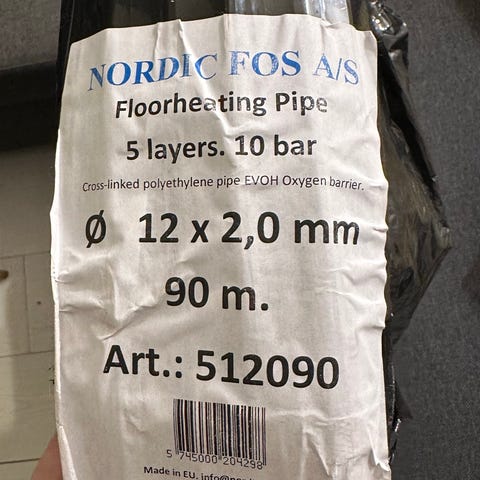 NORDIC FOS A/S
Floorheating Pipe
5 layers. 10 bar
Cross-linked polyethylene pipe EVOH Oxygen barrier.
Ø 12 x 2,0 mm
90 m.
Art.: 512090
5 745000 204298
Made in EU.